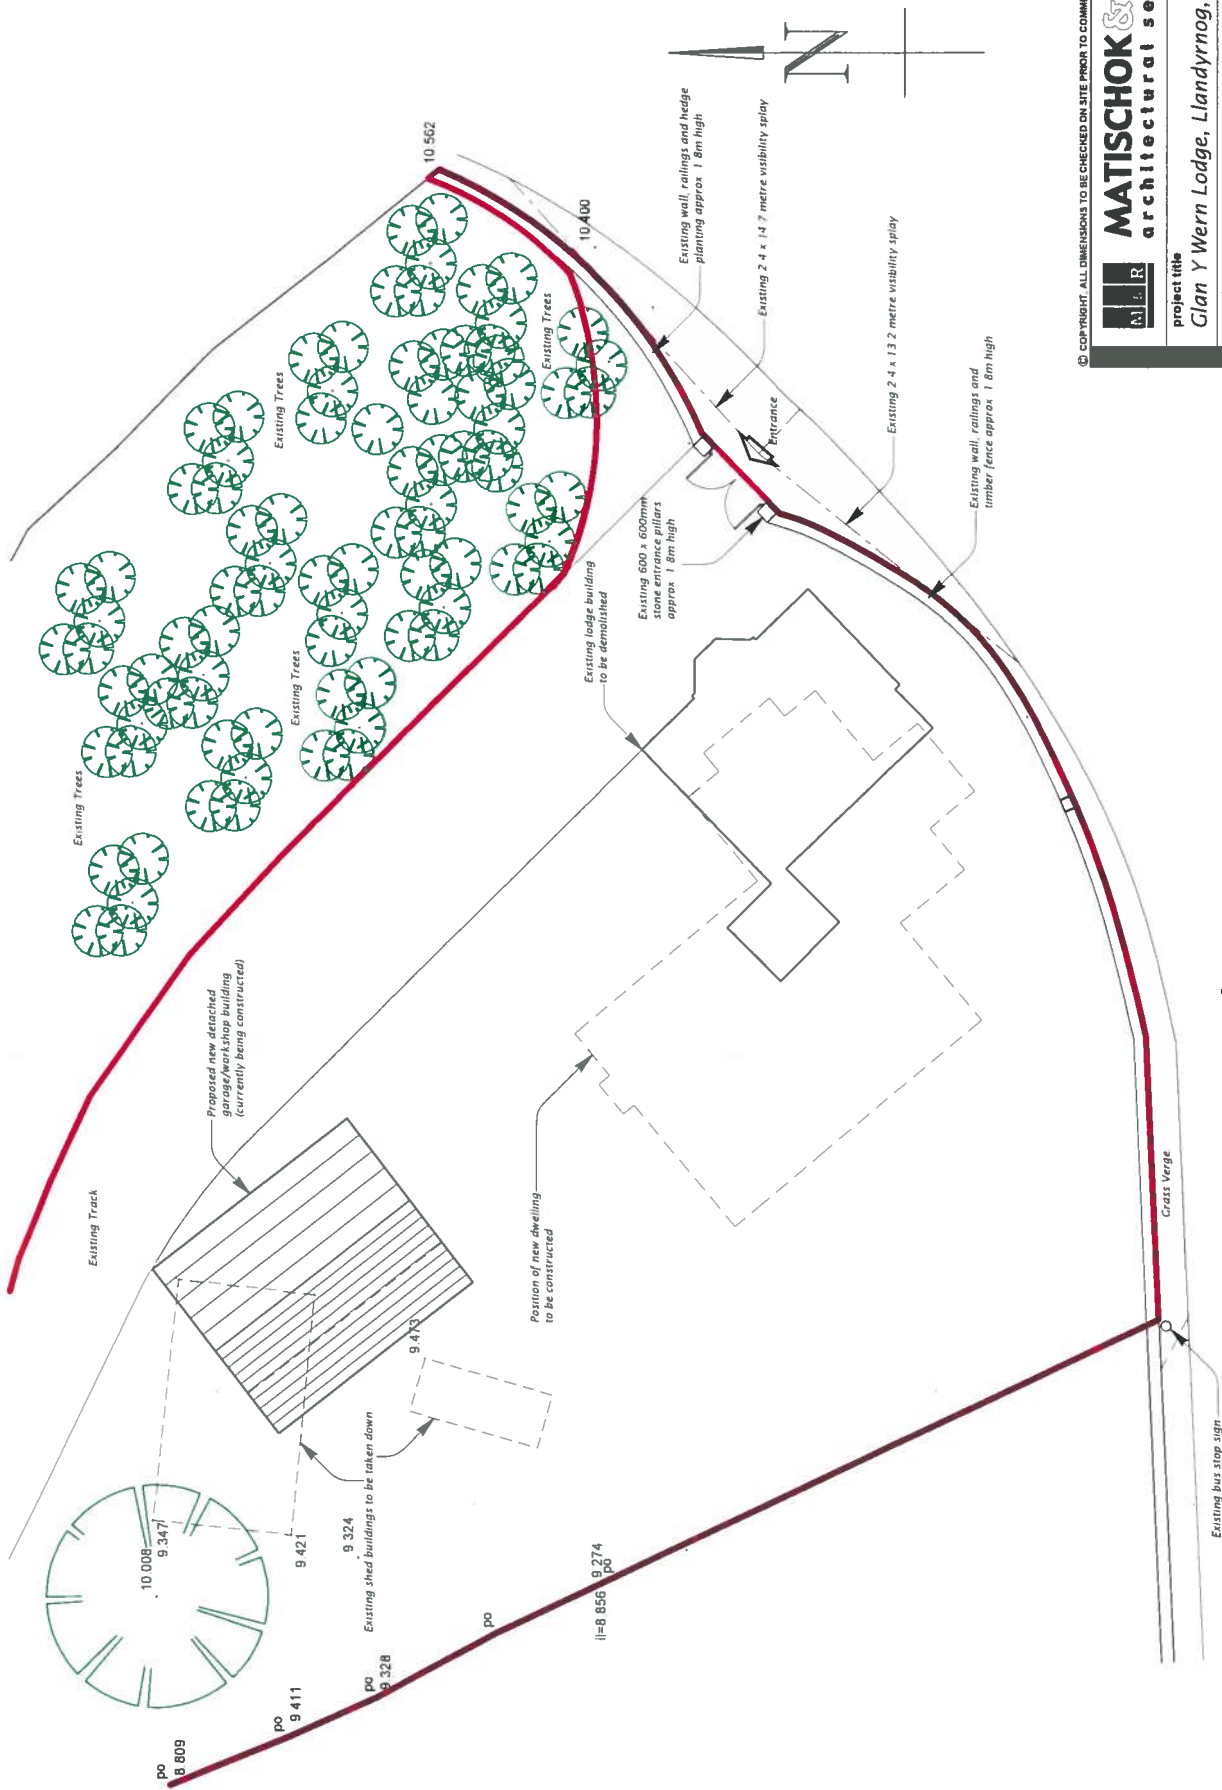 Existing Trees
Existing Trees
Existing Trees
Existing Trees
Existing Track
Proposed new detached
garage/workshop building
(currently being constructed)
Existing shed buildings to be taken down
Position of new dwelling
to be constructed
Existing lodge building
to be demolished
Existing 600 x 600mm
stone entrance pillars
approx 1 8m high
Entrance
Existing wall, railings and hedge
planting approx 1 8m high
Existing 2 4 x 14 7 metre visibility splay
Existing 2 4 x 13 2 metre visibility splay
Existing wall, railings and
timber fence approx 1 8m high
Grass Verge
Existing bus stop sign
10.562
10.400
10.008
9.347
9.421
9.324
9.473
po
8.809
po
9 411
po
9.328
po
9 274
po
il=8 856
N
© COPYRIGHT. ALL DIMENSIONS TO BE CHECKED ON SITE PRIOR TO
MATISCHOK &
architectural
project title
Glan Y Wern Lodge, Llandyrnog,